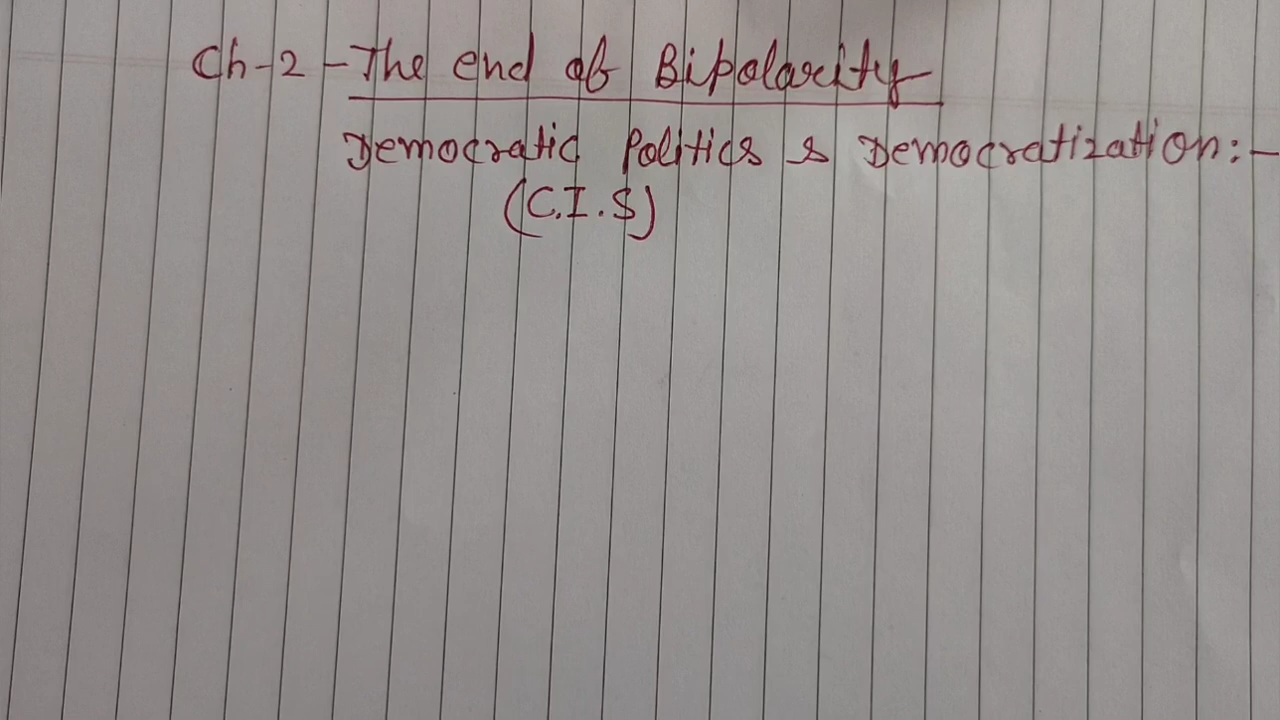 Ch-2 - The end of Bipolarity
Democratic Politics & Democratization:-
(C.I.S)